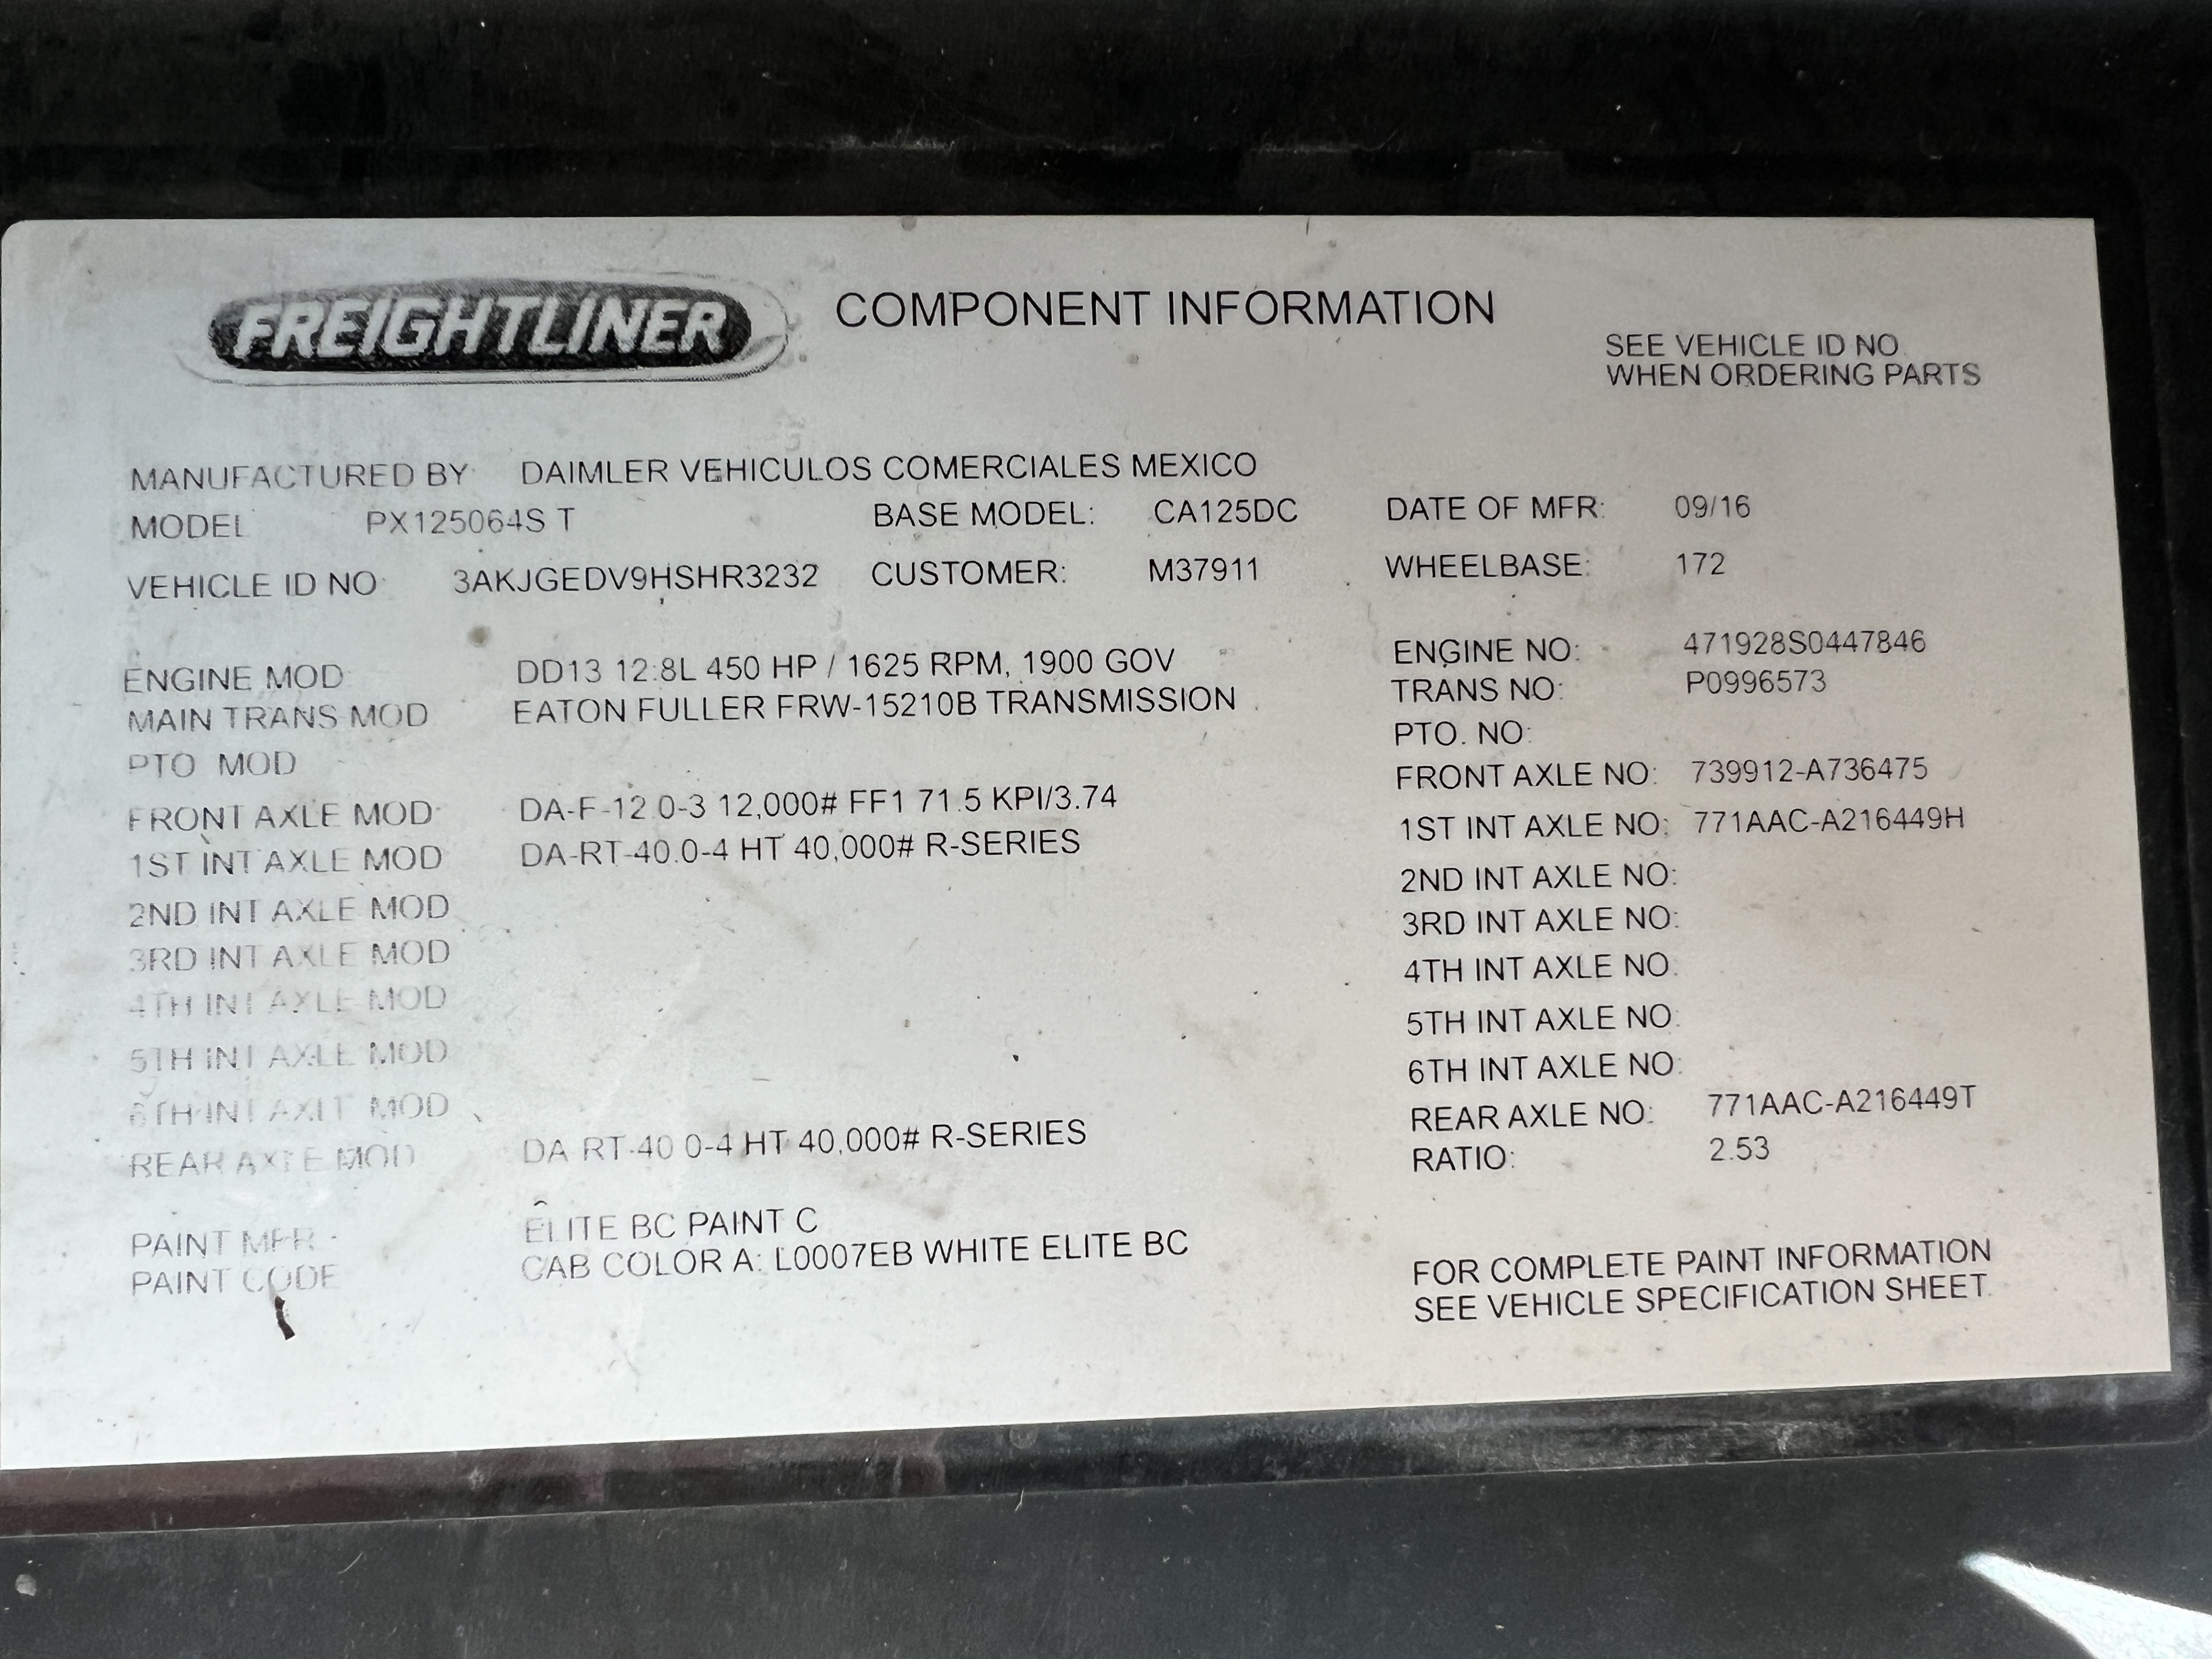 FREIGHTLINER COMPONENT INFORMATION
SEE VEHICLE ID NO.
WHEN ORDERING PARTS
MANUFACTURED BY DAIMLER VEHICULOS COMERCIALES MEXICO
MODEL PX125064S T BASE MODEL: CA125DC DATE OF MFR: 09/16
VEHICLE ID NO 3AKJGEDV9HSHR3232 CUSTOMER: M37911 WHEELBASE: 172
ENGINE MOD DD13 12.8L 450 HP / 1625 RPM, 1900 GOV ENGINE NO: 471928S0447846
MAIN TRANS MOD EATON FULLER FRW-15210B TRANSMISSION TRANS NO: P0996573
PTO MOD PTO. NO:
FRONT AXLE MOD DA-F-12.0-3 12,000# FF1 71.5 KPI/3.74 FRONT AXLE NO: 739912-A736475
1ST INT AXLE MOD DA-RT-40.0-4 HT 40,000# R-SERIES 1ST INT AXLE NO: 771AAC-A216449H
2ND INT AXLE MOD 2ND INT AXLE NO:
3RD INT AXLE MOD 3RD INT AXLE NO:
4TH INT AXLE MOD 4TH INT AXLE NO:
5TH INT AXLE MOD 5TH INT AXLE NO:
6TH INT AXLE MOD 6TH INT AXLE NO:
REAR AXLE MOD DA-RT-40.0-4 HT 40,000# R-SERIES REAR AXLE NO: 771AAC-A216449T
RATIO: 2.53
PAINT MFR ELITE BC PAINT C
PAINT CODE CAB COLOR A: L0007EB WHITE ELITE BC
FOR COMPLETE PAINT INFORMATION
SEE VEHICLE SPECIFICATION SHEET.